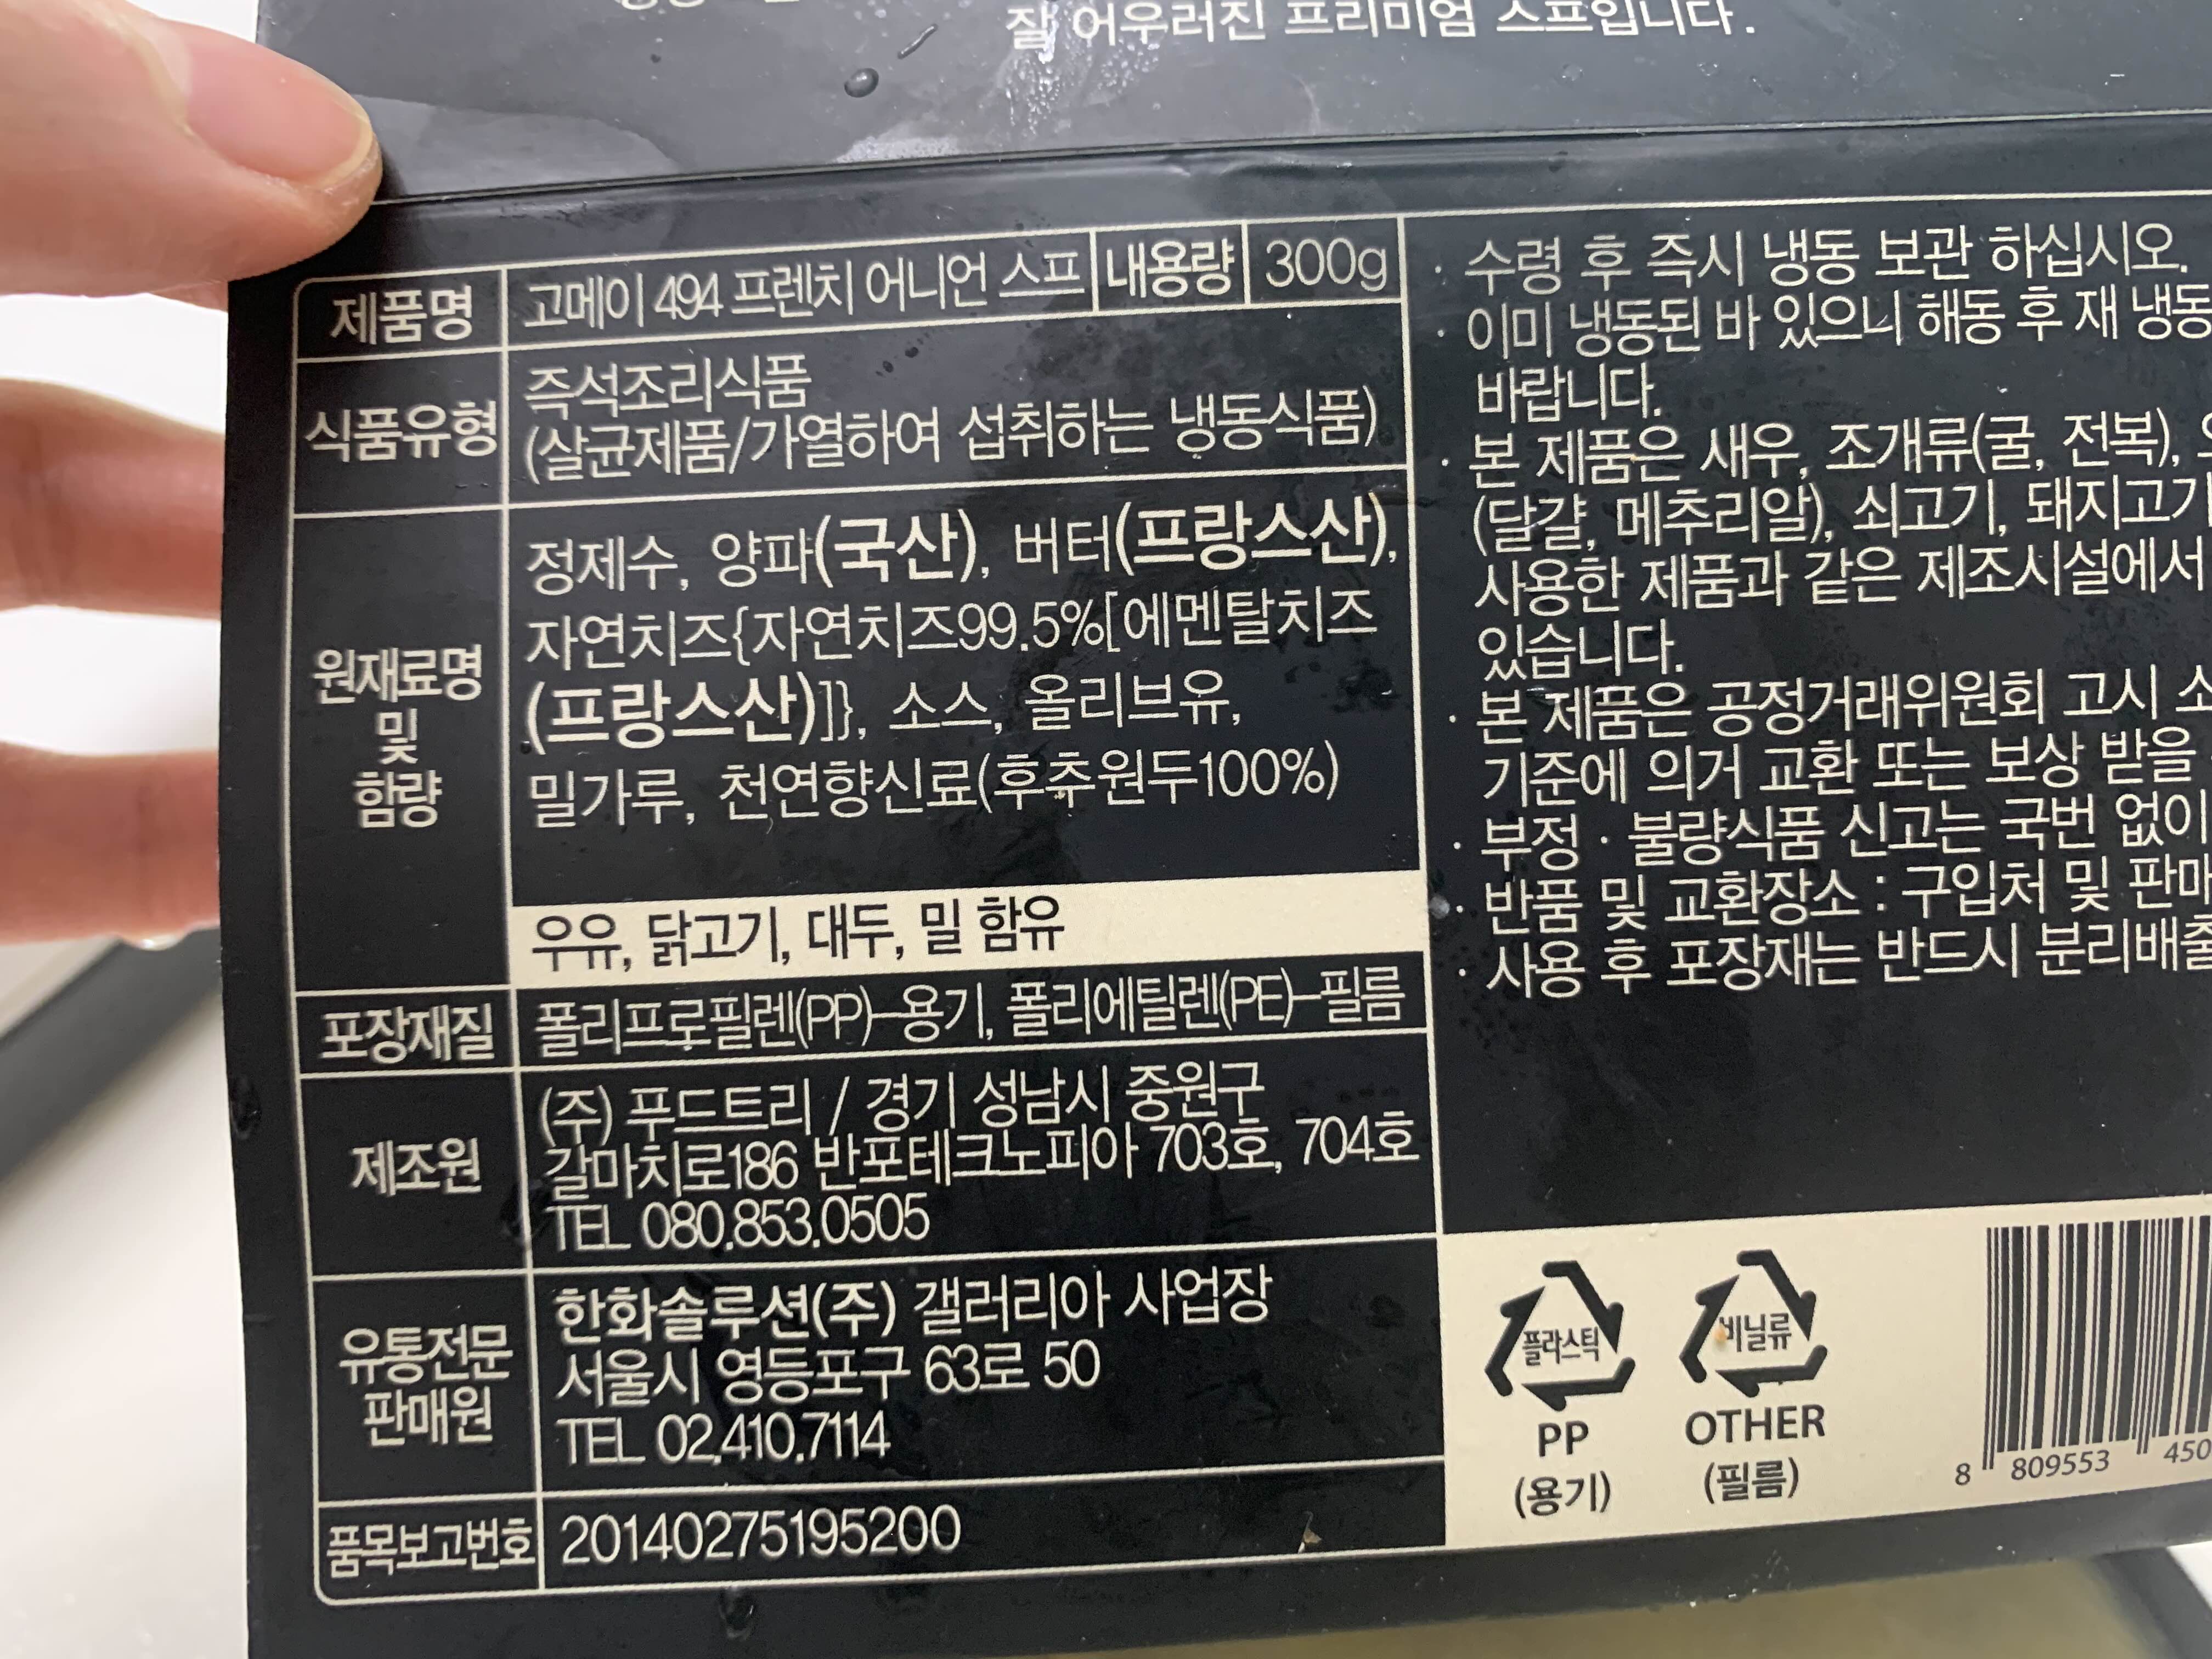 잘 어우러진 프리미엄 스프입니다.
제품명 고메이 494 프렌치 어니언 스프 내용량 300g
식품유형 즉석조리식품
(살균제품/가열하여 섭취하는 냉동식품)
원재료명
및
함량
정제수, 양파(국산), 버터(프랑스산),
자연치즈{자연치즈99.5%[에멘탈치즈
(프랑스산)]}, 소스, 올리브유,
밀가루, 천연향신료(후추원두100%)
우유, 닭고기, 대두, 밀 함유
포장재질 폴리프로필렌(PP)-용기, 폴리에틸렌(PE)-필름
제조원
(주) 푸드트리 / 경기 성남시 중원구
갈마치로186 반포테크노피아 703호, 704호
TEL 080.853.0505
유통전문
판매원
한화솔루션(주) 갤러리아 사업장
서울시 영등포구 63로 50
TEL 02.410.7114
품목보고번호 20140275195200
· 수령 후 즉시 냉동 보관 하십시오.
· 이미 냉동된 바 있으니 해동 후 재 냉동
바랍니다.
· 본 제품은 새우, 조개류(굴, 전복),
(달걀, 메추리알), 쇠고기, 돼지고기
사용한 제품과 같은 제조시설에서
있습니다.
· 본 제품은 공정거래위원회 고시 소
기준에 의거 교환 또는 보상 받을
· 부정 · 불량식품 신고는 국번 없이
· 반품 및 교환장소 : 구입처 및 판매
· 사용 후 포장재는 반드시 분리배출
플라스틱
PP
(용기)
비닐류
OTHER
(필름)
8 809553 450